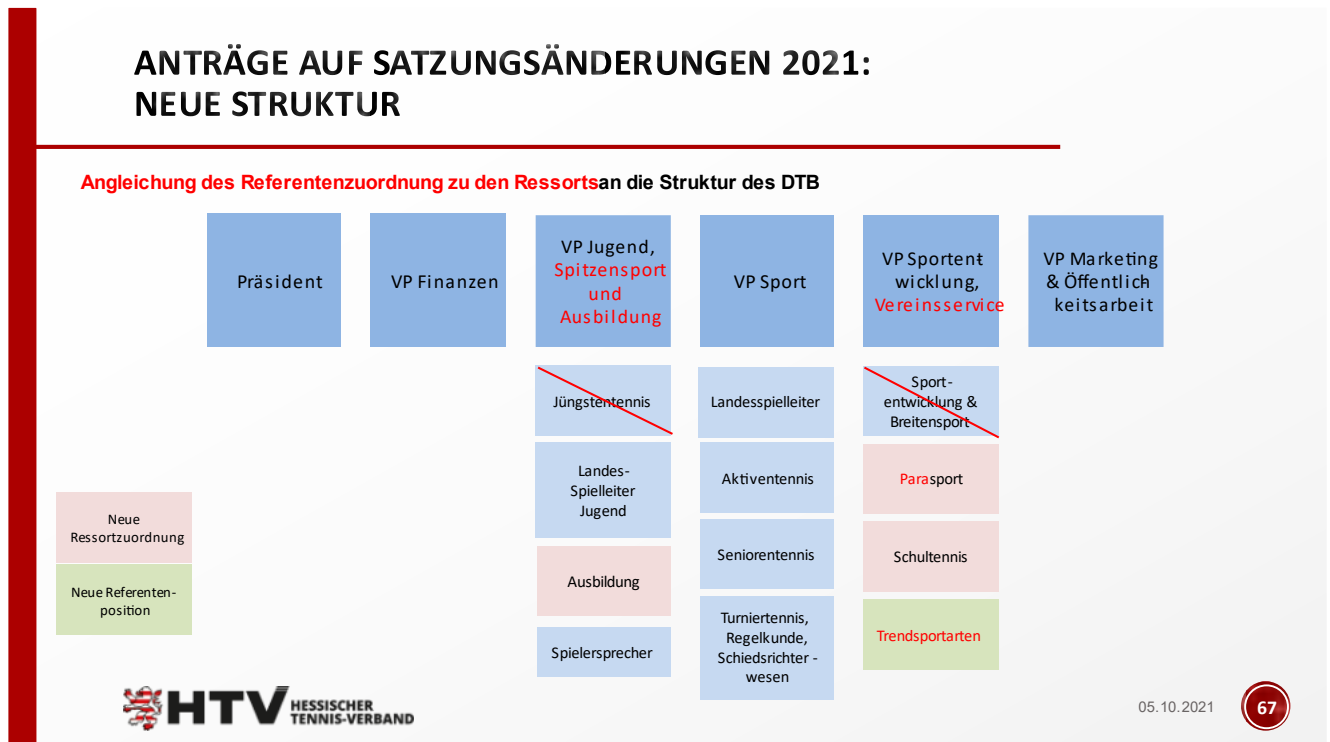 ANTRÄGE AUF SATZUNGSÄNDERUNGEN 2021:
NEUE STRUKTUR
Angleichung des Referentenzuordnung zu den Ressortsan die Struktur des DTB
Präsident
VP Finanzen
VP Jugend,
Spitzensport
und
Ausbildung
VP Sport
VP Sportent-
wicklung,
Vereinsservice
VP Marketing
& Öffentlich-
keitsarbeit
Jüngstentennis
Landes-
Spielleiter
Jugend
Ausbildung
Spielersprecher
Landesspielleiter
Aktiventennis
Seniorentennis
Turniertennis,
Regelkunde,
Schiedsrichter -
wesen
Sport-
entwicklung &
Breitensport
Parasport
Schultennis
Trendsportarten
Neue
Ressortzuordnung
Neue Referenten-
position
HTV HESSISCHER
TENNIS-VERBAND
05.10.2021
67